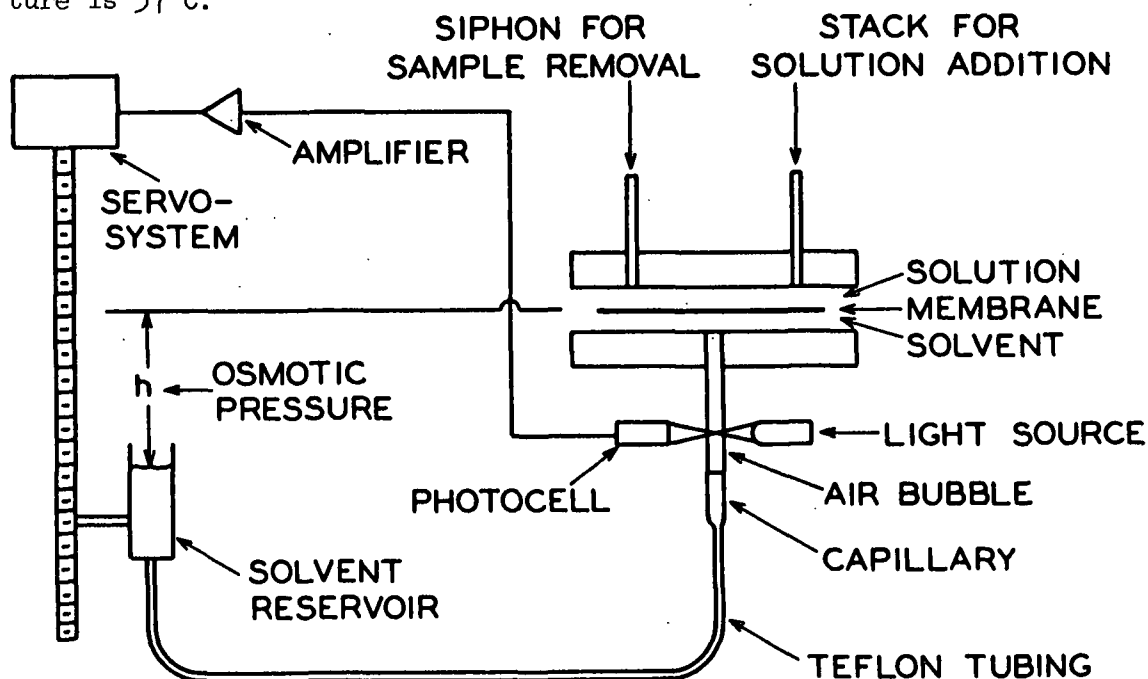 ture is 37°C.
SIPHON FOR
SAMPLE REMOVAL
STACK FOR
SOLUTION ADDITION
AMPLIFIER
SERVO-
SYSTEM
SOLUTION
MEMBRANE
SOLVENT
h
OSMOTIC
PRESSURE
LIGHT SOURCE
PHOTOCELL
AIR BUBBLE
CAPILLARY
SOLVENT
RESERVOIR
TEFLON TUBING